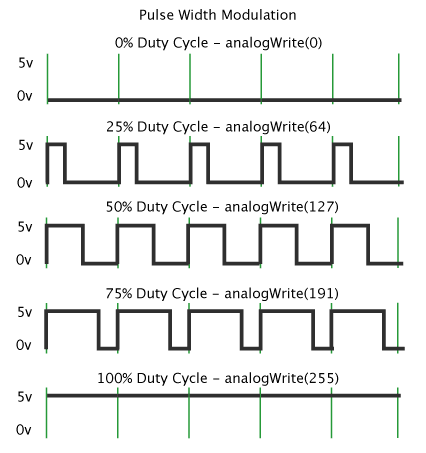 Pulse Width Modulation
0% Duty Cycle – analogWrite(0)
5v
0v
25% Duty Cycle – analogWrite(64)
5v
0v
50% Duty Cycle – analogWrite(127)
5v
0v
75% Duty Cycle – analogWrite(191)
5v
0v
100% Duty Cycle – analogWrite(255)
5v
0v